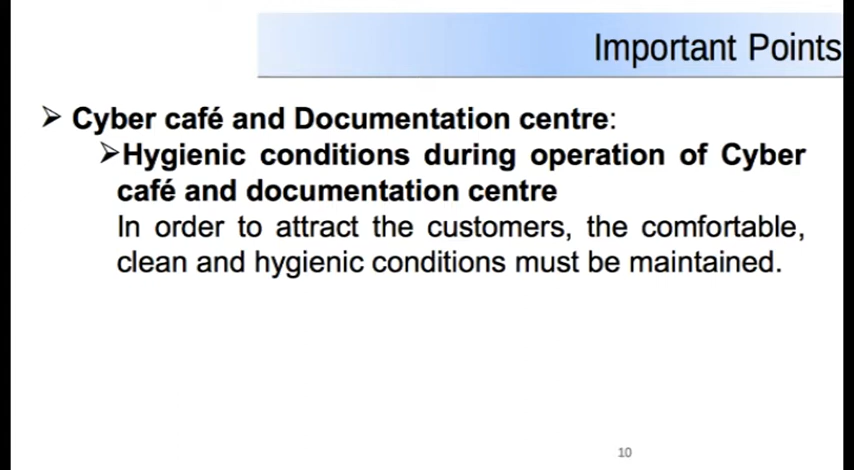 Important Points
➢ Cyber café and Documentation centre:
➢Hygienic conditions during operation of Cyber
café and documentation centre
In order to attract the customers, the comfortable,
clean and hygienic conditions must be maintained.
10